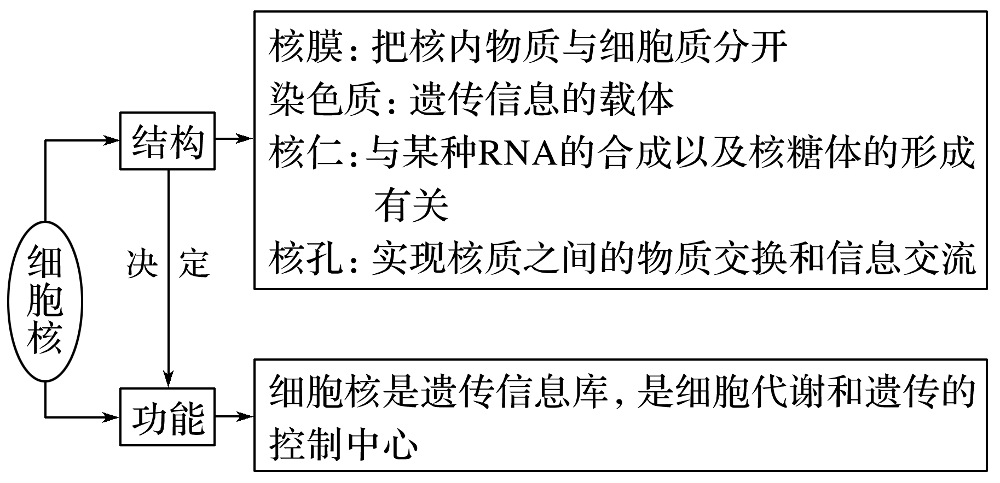 核膜：把核内物质与细胞质分开
染色质：遗传信息的载体
结构
核仁：与某种RNA的合成以及核糖体的形成
有关
决 定
核孔：实现核质之间的物质交换和信息交流
细胞核
功能
细胞核是遗传信息库，是细胞代谢和遗传的
控制中心